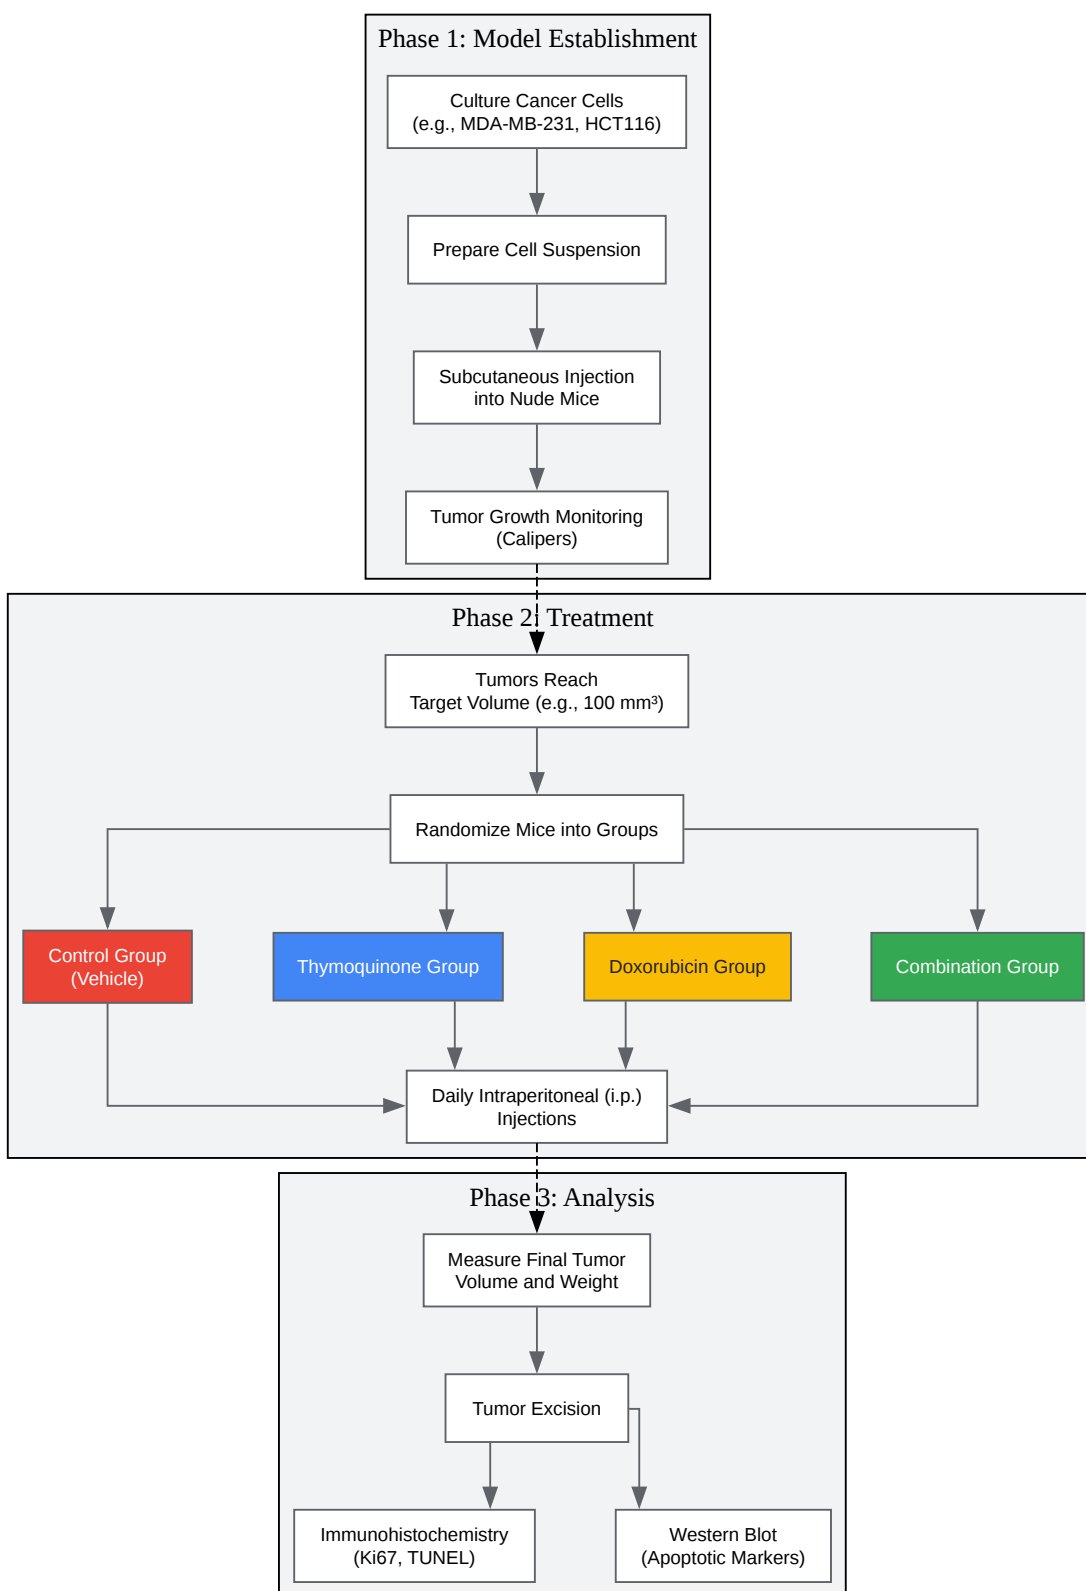 Phase 1: Model Establishment
Culture Cancer Cells
(e.g., MDA-MB-231, HCT116)
Prepare Cell Suspension
Subcutaneous Injection
into Nude Mice
Tumor Growth Monitoring
(Calipers)
Phase 2: Treatment
Tumors Reach
Target Volume (e.g., 100 mm³)
Randomize Mice into Groups
Control Group
(Vehicle)
Thymoquinone Group
Doxorubicin Group
Combination Group
Daily Intraperitoneal (i.p.)
Injections
Phase 3: Analysis
Measure Final Tumor
Volume and Weight
Tumor Excision
Immunohistochemistry
(Ki67, TUNEL)
Western Blot
(Apoptotic Markers)